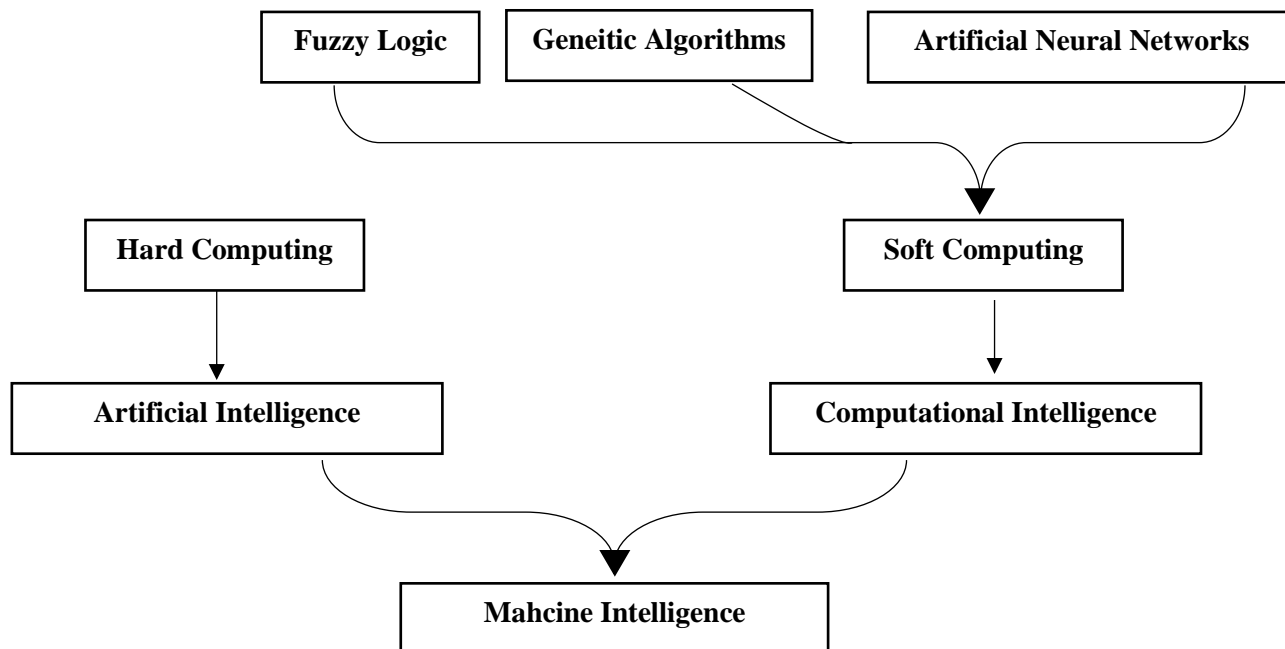 Fuzzy Logic
Geneitic Algorithms
Artificial Neural Networks
Hard Computing
Soft Computing
Artificial Intelligence
Computational Intelligence
Mahcine Intelligence